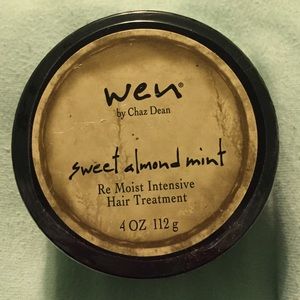 wen®
by Chaz Dean
sweet almond mint
Re Moist Intensive
Hair Treatment
4 OZ 112 g